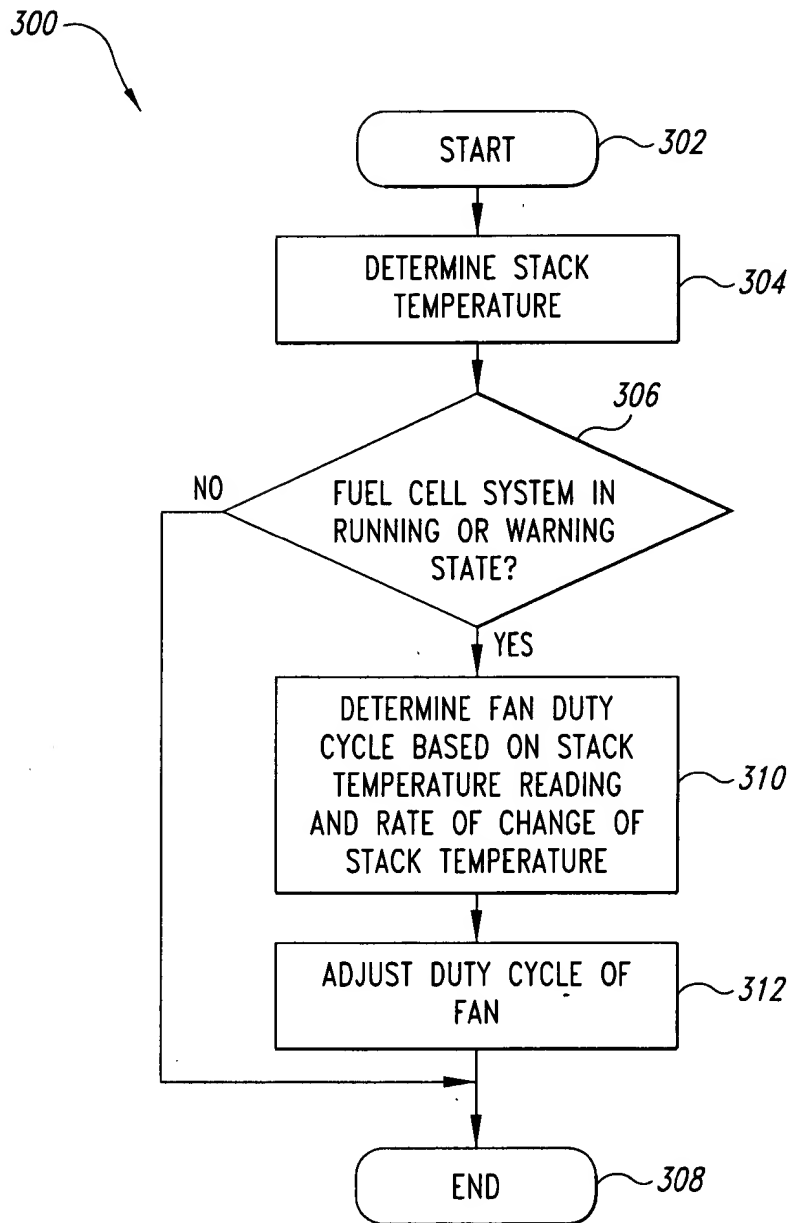 300
START
302
DETERMINE STACK
TEMPERATURE
304
306
NO
FUEL CELL SYSTEM IN
RUNNING OR WARNING
STATE?
YES
DETERMINE FAN DUTY
CYCLE BASED ON STACK
TEMPERATURE READING
AND RATE OF CHANGE OF
STACK TEMPERATURE
310
ADJUST DUTY CYCLE OF
FAN
312
END
308